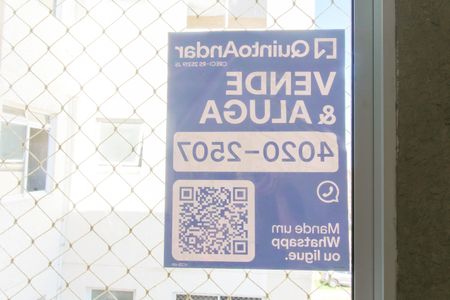 QuintoAndar
VENDE
& ALUGA
4020-2507
Mande um
Whatsapp
ou ligue.